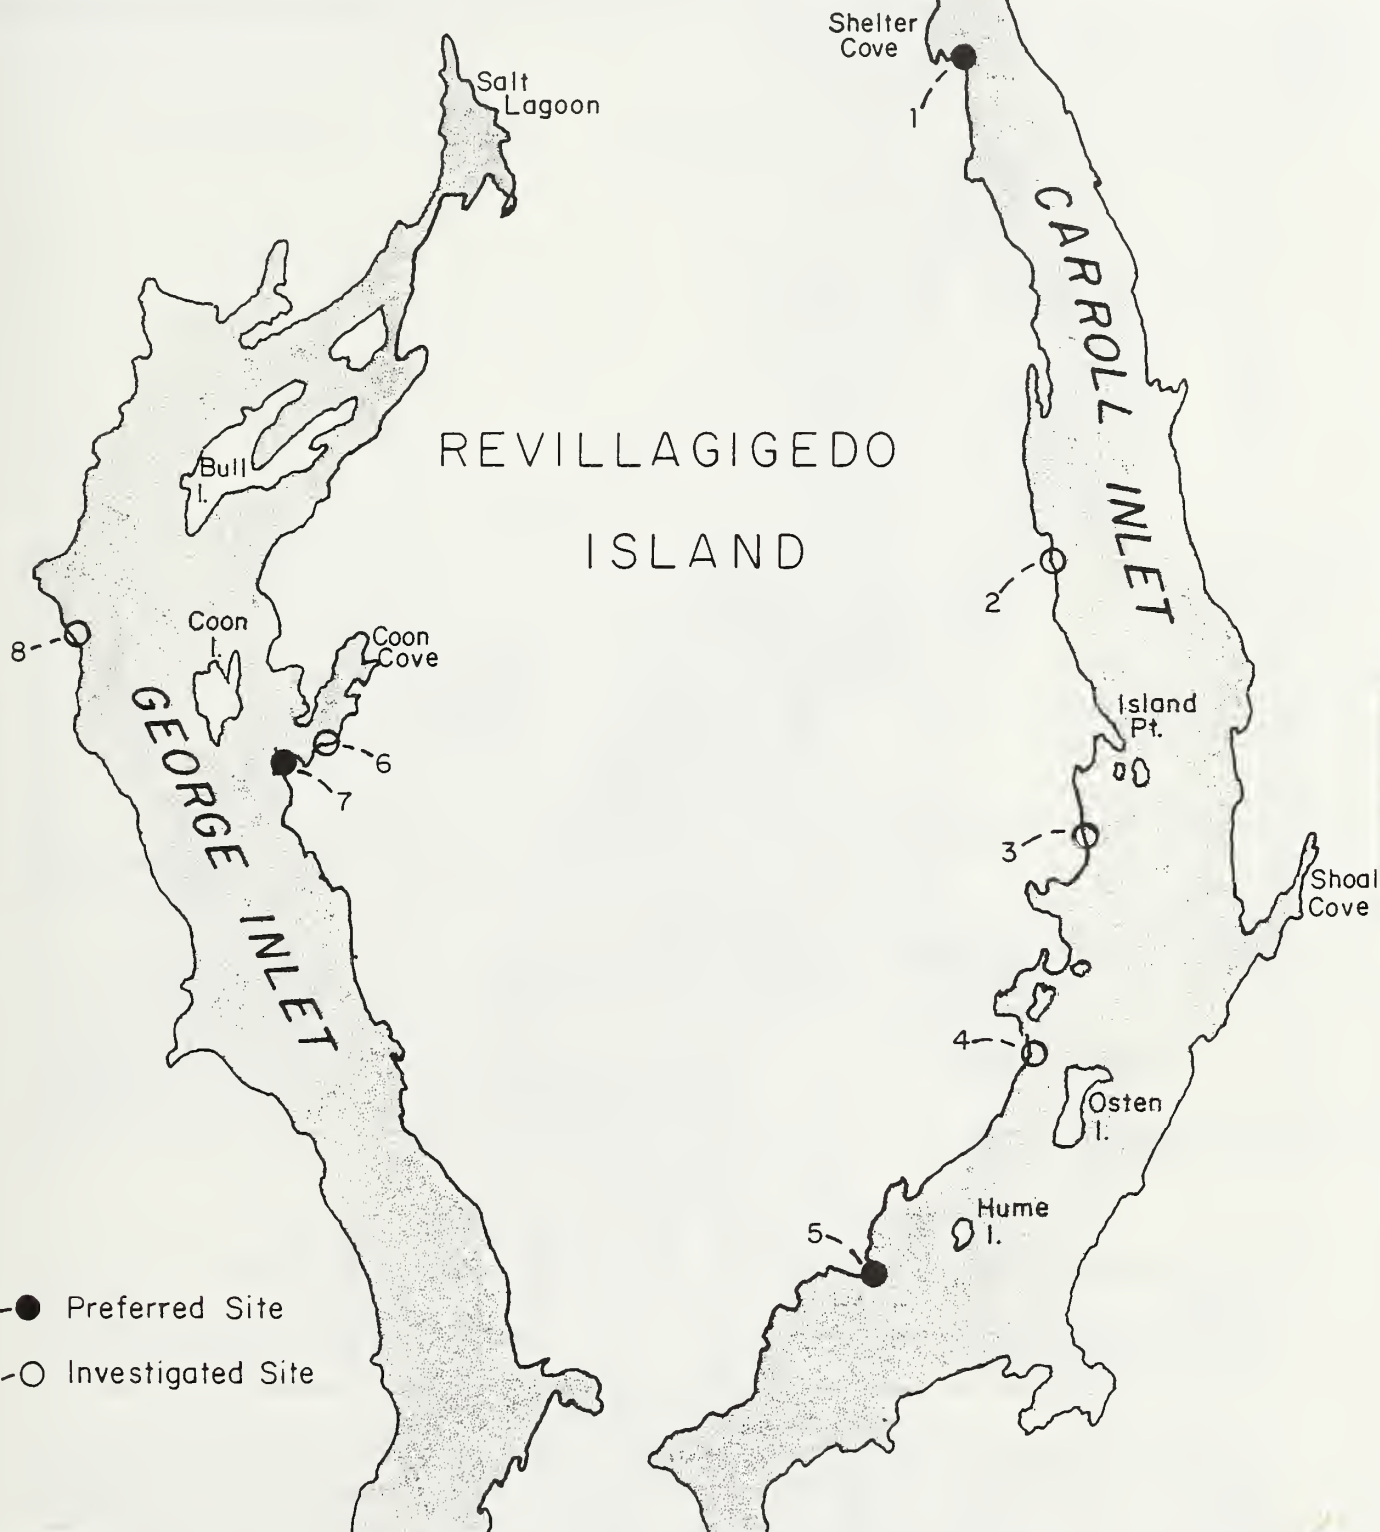 Shelter
Cove
1
Salt
Lagoon
CARROLL INLET
REVILLAGIGEDO
ISLAND
Bull
I.
2
Coon
I.
Coon
Cove
8
6
7
GEORGE INLET
Island
Pt.
3
Shoal
Cove
4
Osten
I.
Hume
I.
5
Preferred Site
Investigated Site